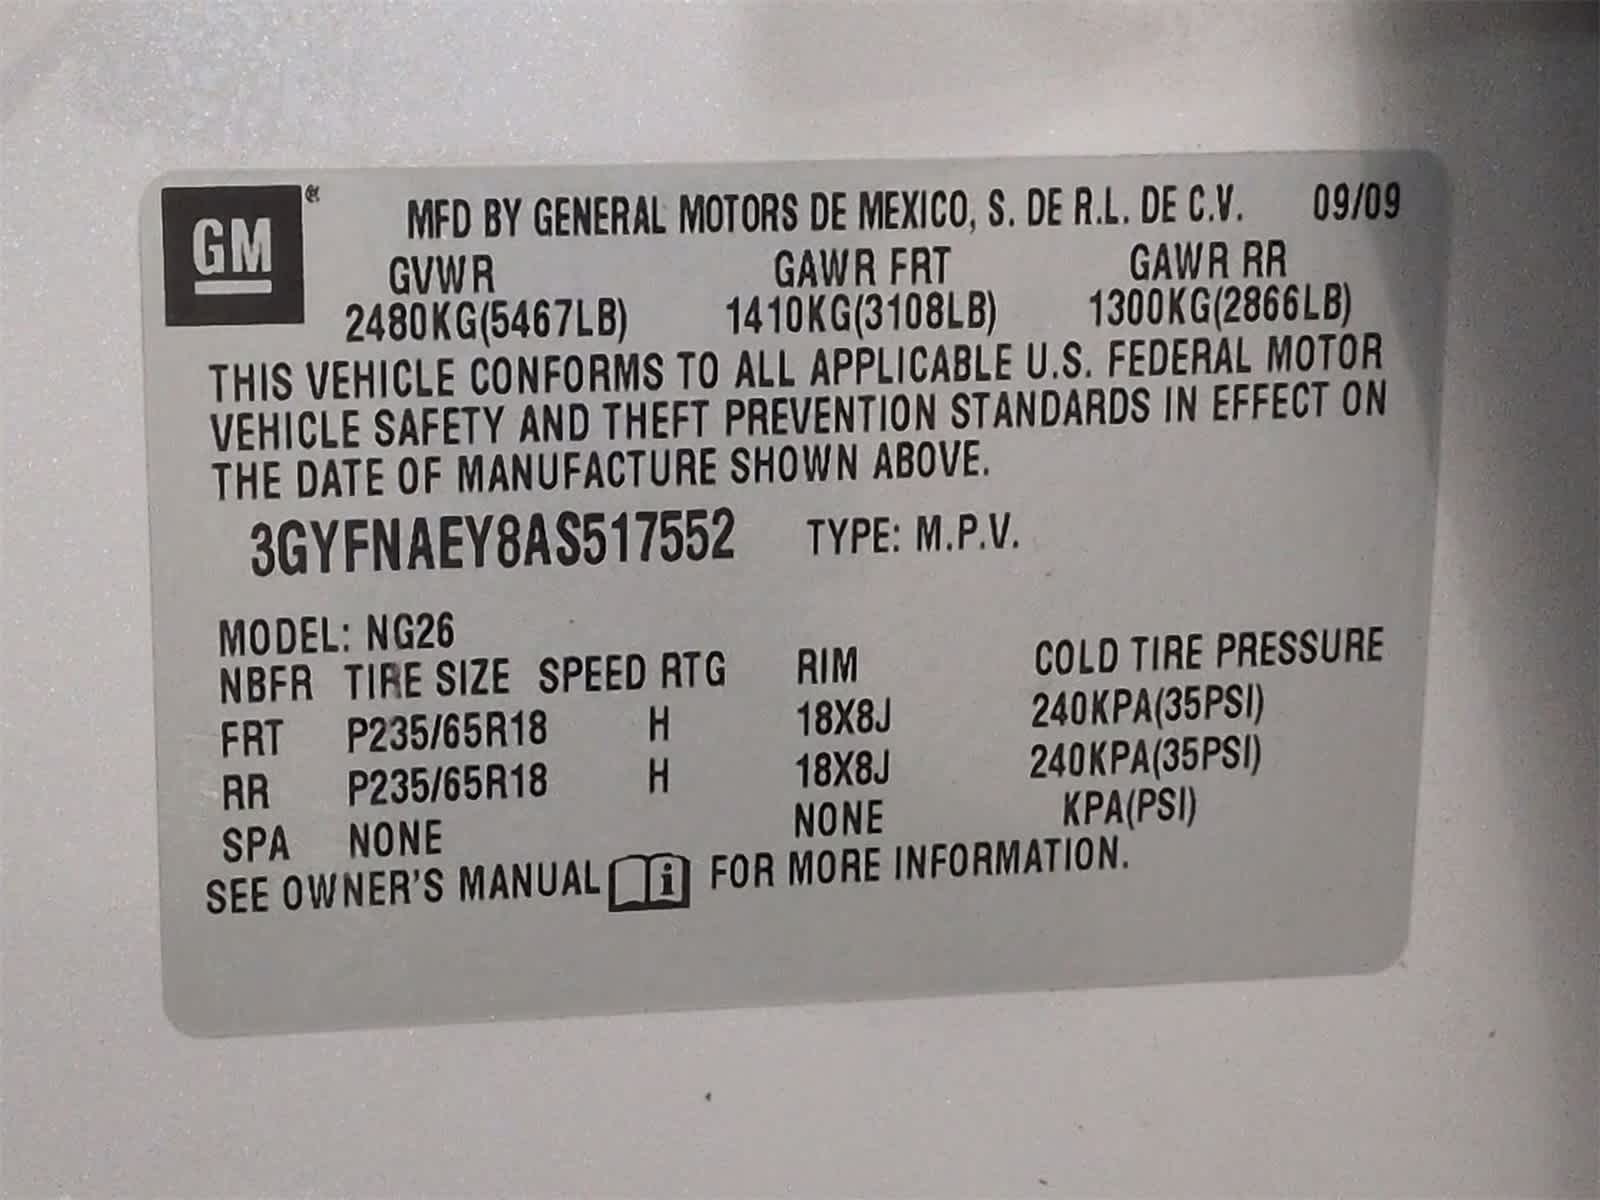 GM ® MFD BY GENERAL MOTORS DE MEXICO, S. DE R.L. DE C.V. 09/09
GVWR GAWR FRT GAWR RR
2480KG(5467LB) 1410KG(3108LB) 1300KG(2866LB)
THIS VEHICLE CONFORMS TO ALL APPLICABLE U.S. FEDERAL MOTOR
VEHICLE SAFETY AND THEFT PREVENTION STANDARDS IN EFFECT ON
THE DATE OF MANUFACTURE SHOWN ABOVE.
3GYFNAEY8AS517552 TYPE: M.P.V.
MODEL: NG26
NBFR TIRE SIZE SPEED RTG RIM COLD TIRE PRESSURE
FRT P235/65R18 H 18X8J 240KPA(35PSI)
RR P235/65R18 H 18X8J 240KPA(35PSI)
SPA NONE NONE KPA(PSI)
SEE OWNER'S MANUAL i FOR MORE INFORMATION.